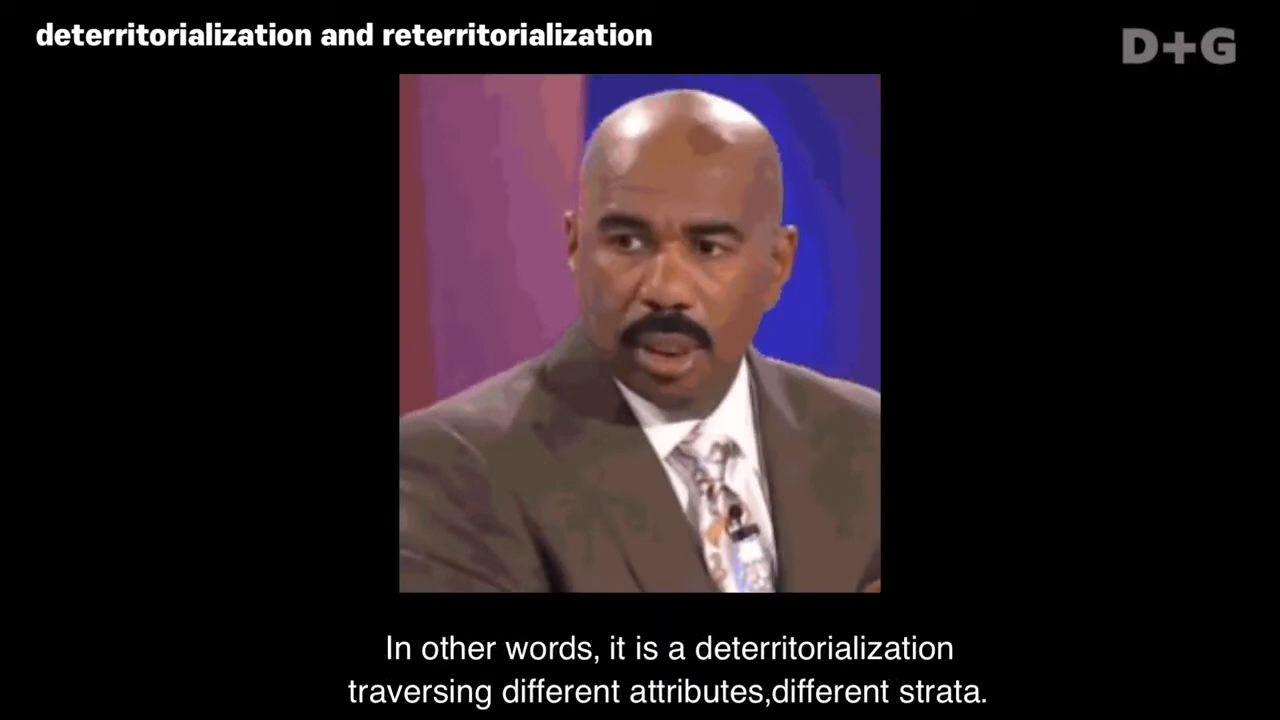 deterritorialization and reterritorialization
D+G
In other words, it is a deterritorialization
traversing different attributes,different strata.